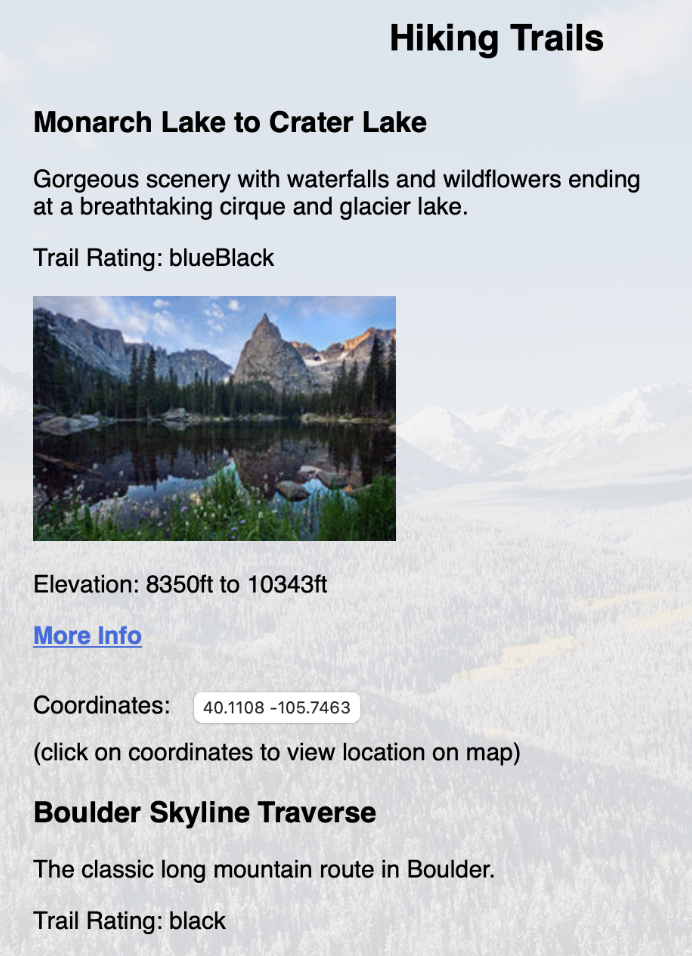 Hiking Trails
Monarch Lake to Crater Lake
Gorgeous scenery with waterfalls and wildflowers ending
at a breathtaking cirque and glacier lake.
Trail Rating: blueBlack
Elevation: 8350ft to 10343ft
More Info
Coordinates: 40.1108 -105.7463
(click on coordinates to view location on map)
Boulder Skyline Traverse
The classic long mountain route in Boulder.
Trail Rating: black